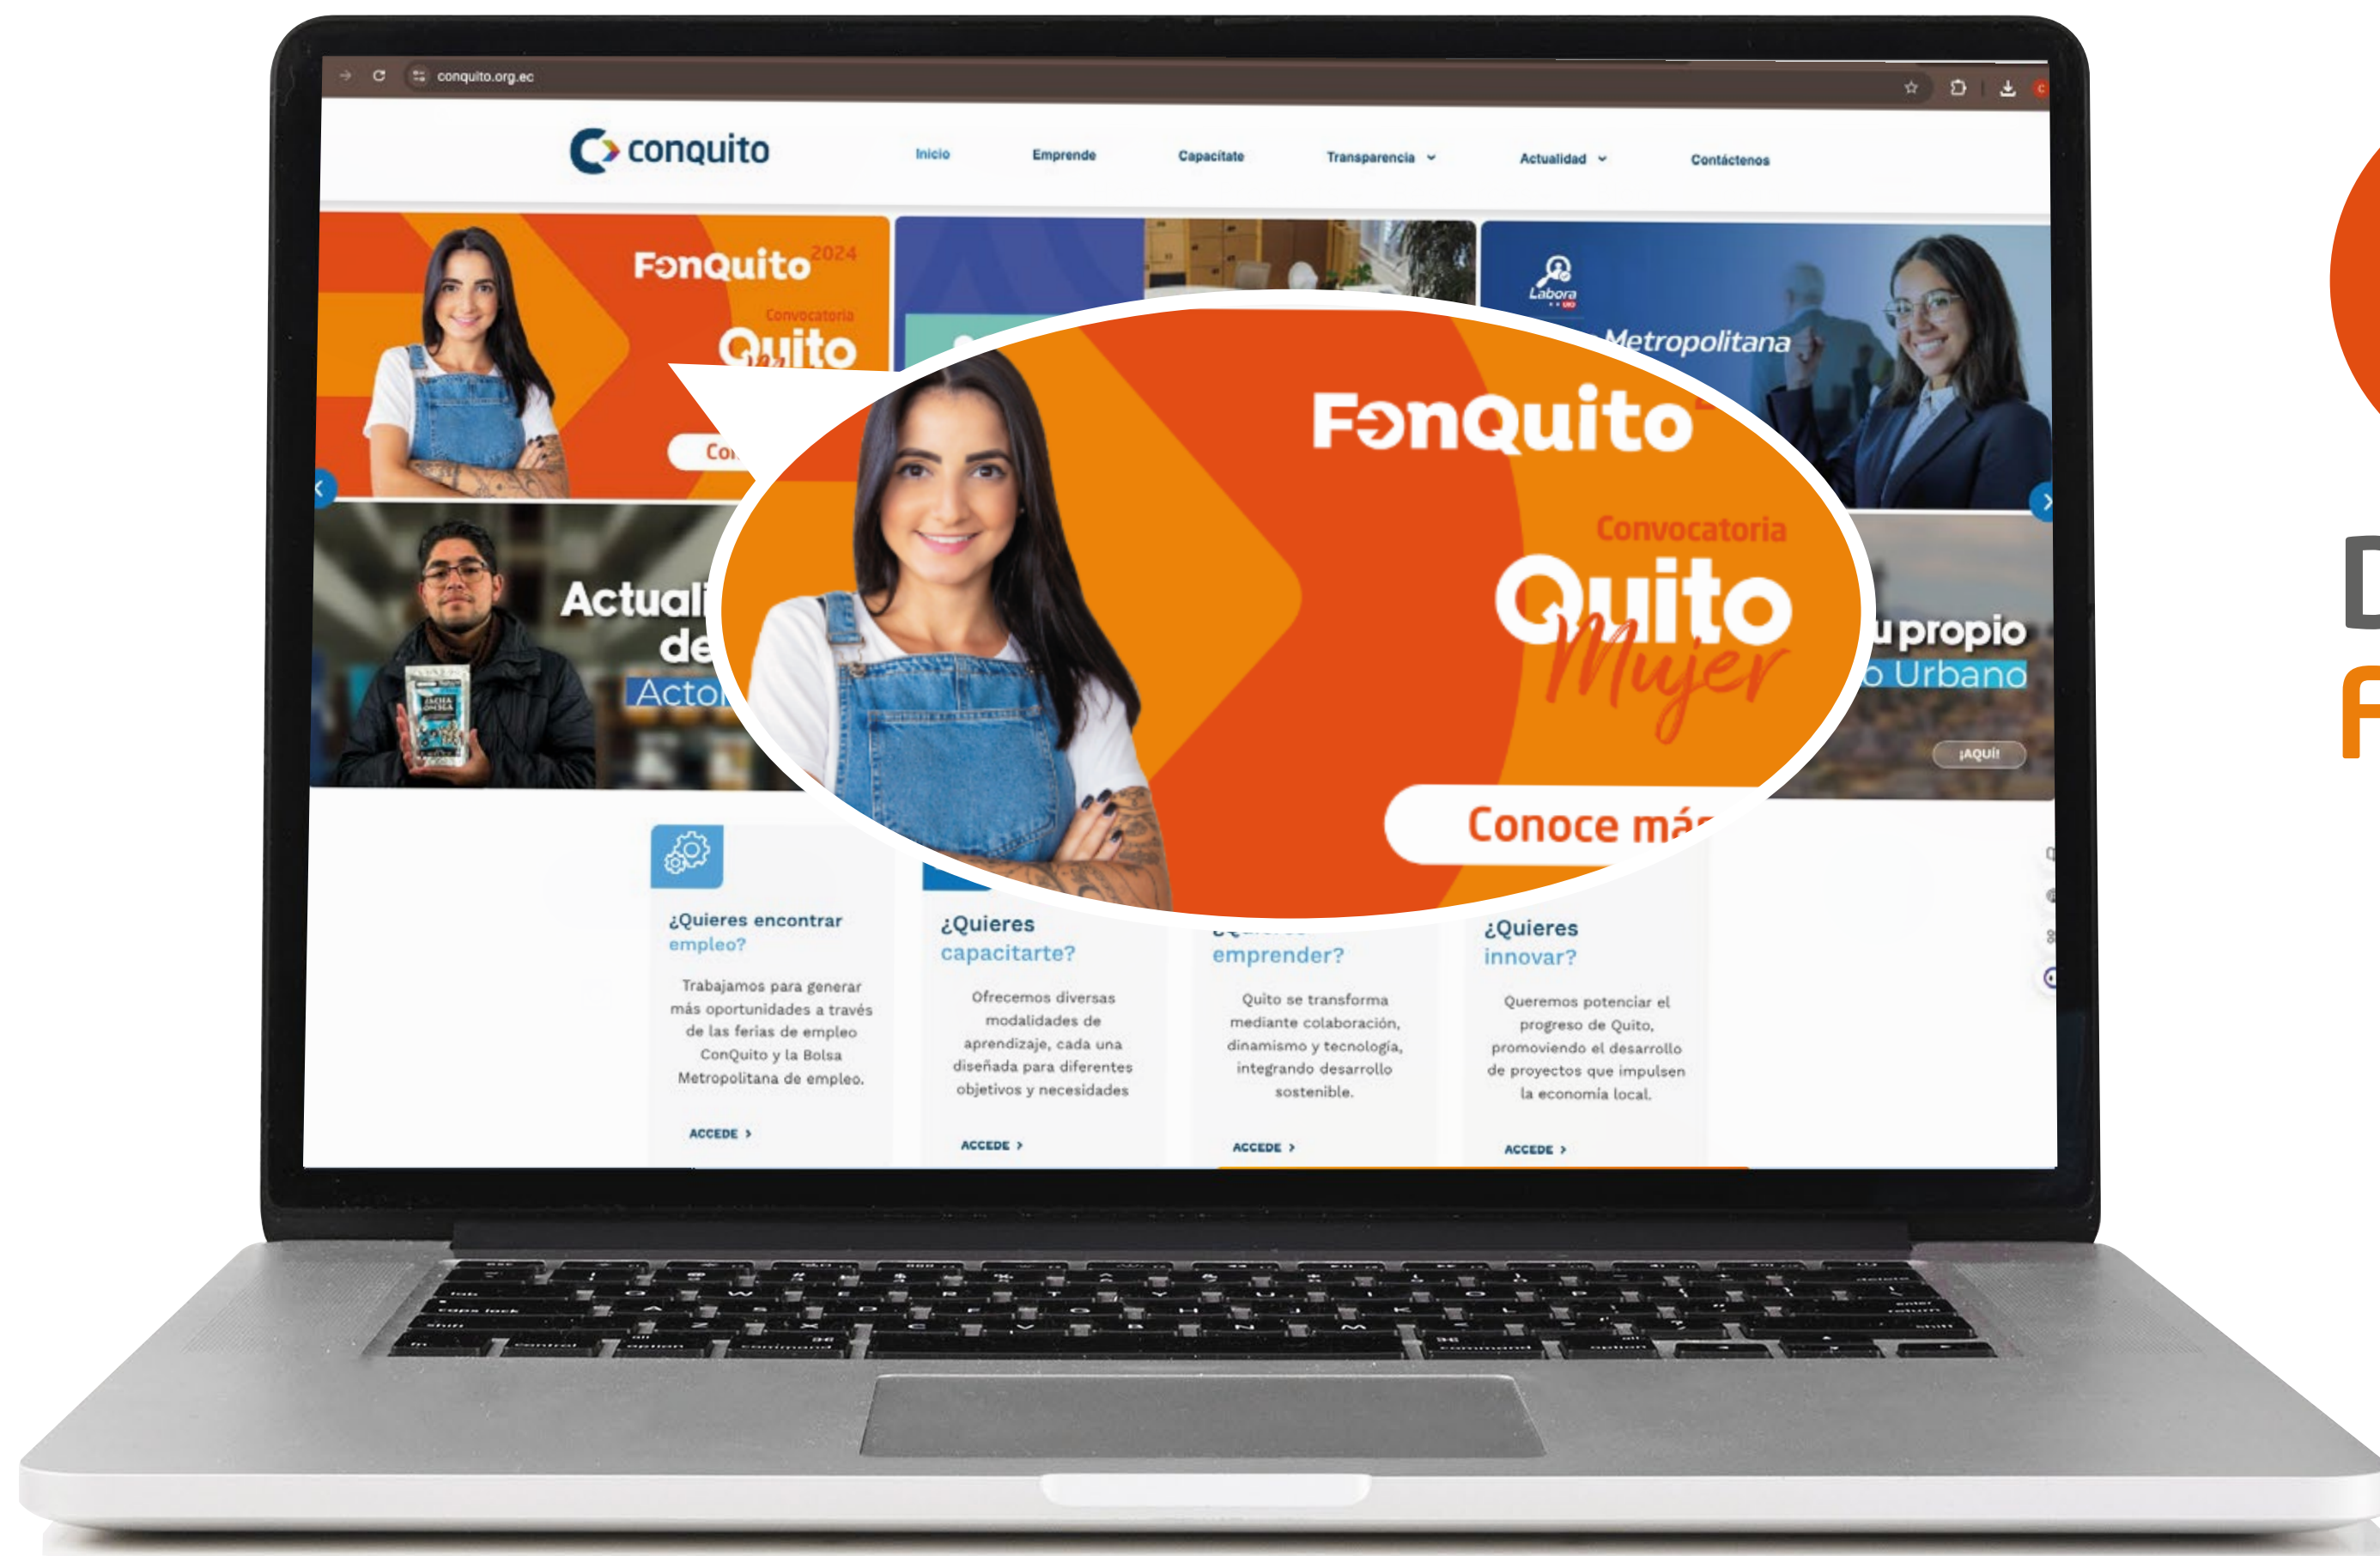 conquito.org.ec
conquito
Inicio
Emprende
Capacítate
Transparencia
Actualidad
Contáctenos
FonQuito 2024
Convocatoria
Quito
Labora
UIO
Metropolitana
FonQuito
Convocatoria
Quito
Mujer
Conoce más
u propio
o Urbano
¡AQUÍ!
¿Quieres encontrar
empleo?
Trabajamos para generar
más oportunidades a través
de las ferias de empleo
ConQuito y la Bolsa
Metropolitana de empleo.
ACCEDE >
¿Quieres
capacitarte?
Ofrecemos diversas
modalidades de
aprendizaje, cada una
diseñada para diferentes
objetivos y necesidades
ACCEDE >
emprender?
Quito se transforma
mediante colaboración,
dinamismo y tecnología,
integrando desarrollo
sostenible.
ACCEDE >
¿Quieres
innovar?
Queremos potenciar el
progreso de Quito,
promoviendo el desarrollo
de proyectos que impulsen
la economía local.
ACCEDE >